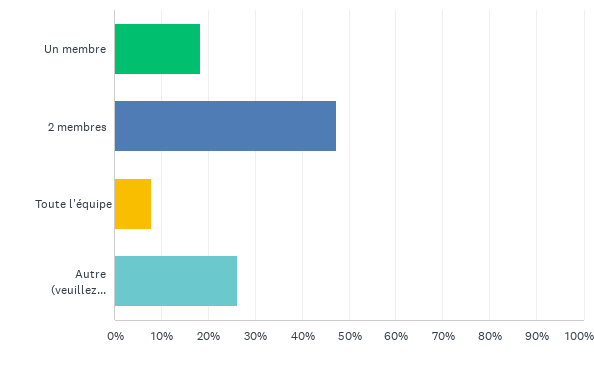 Un membre
2 membres
Toute l'équipe
Autre
(veuillez...
0% 10% 20% 30% 40% 50% 60% 70% 80% 90% 100%